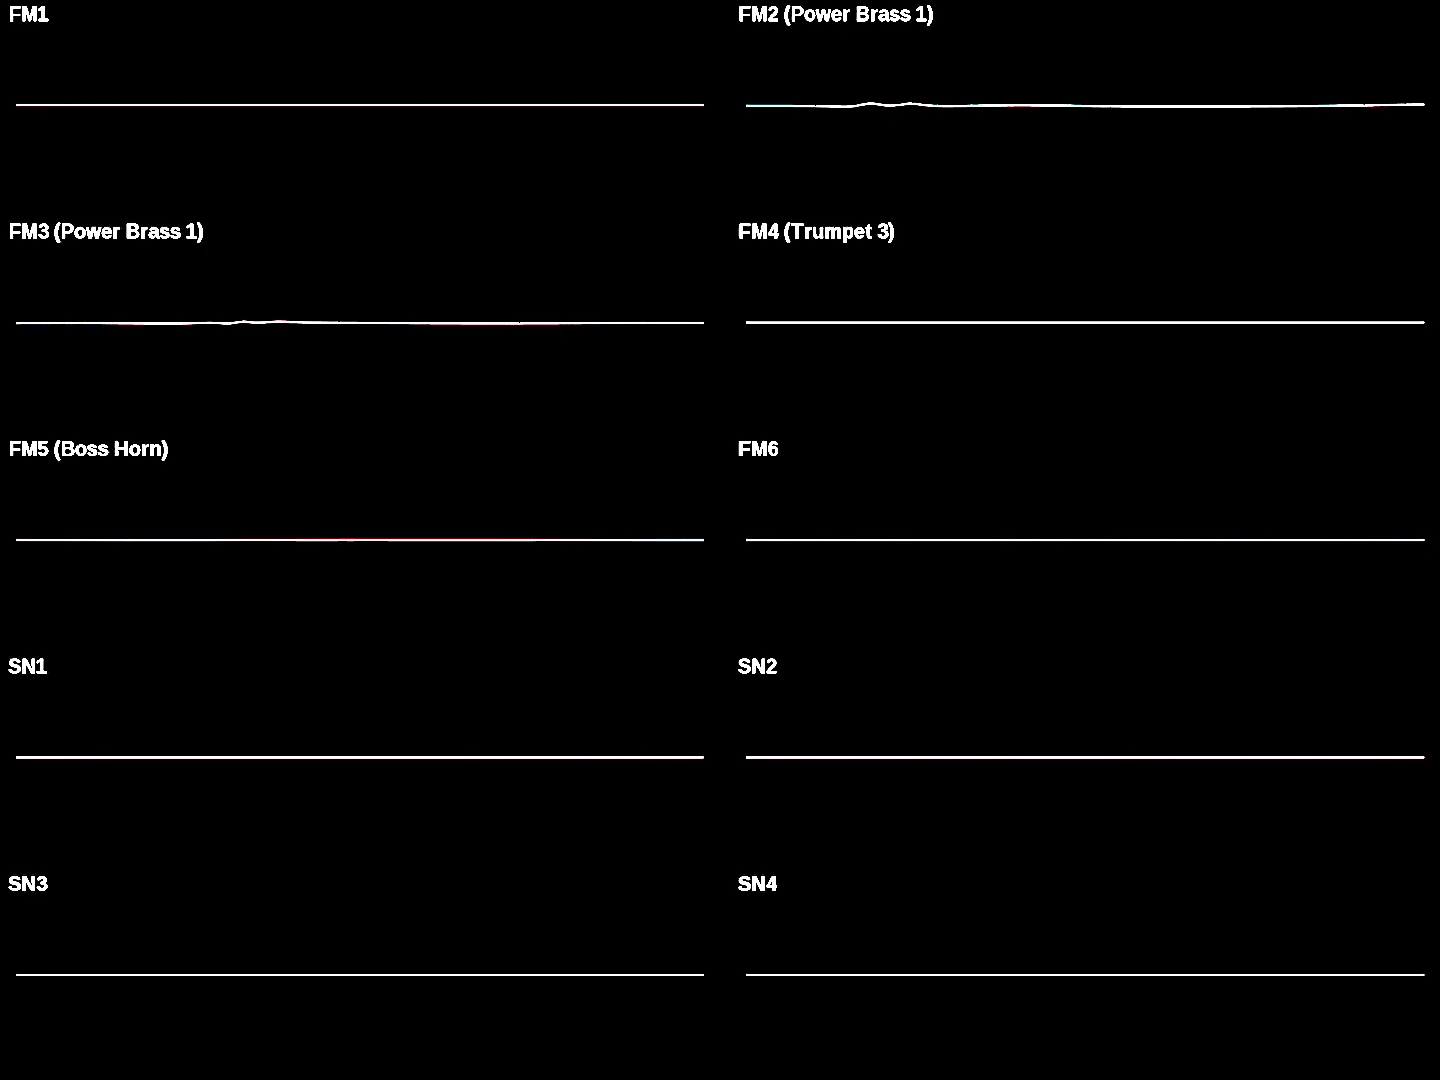 FM1
FM2 (Power Brass 1)
FM3 (Power Brass 1)
FM4 (Trumpet 3)
FM5 (Boss Horn)
FM6
SN1
SN2
SN3
SN4